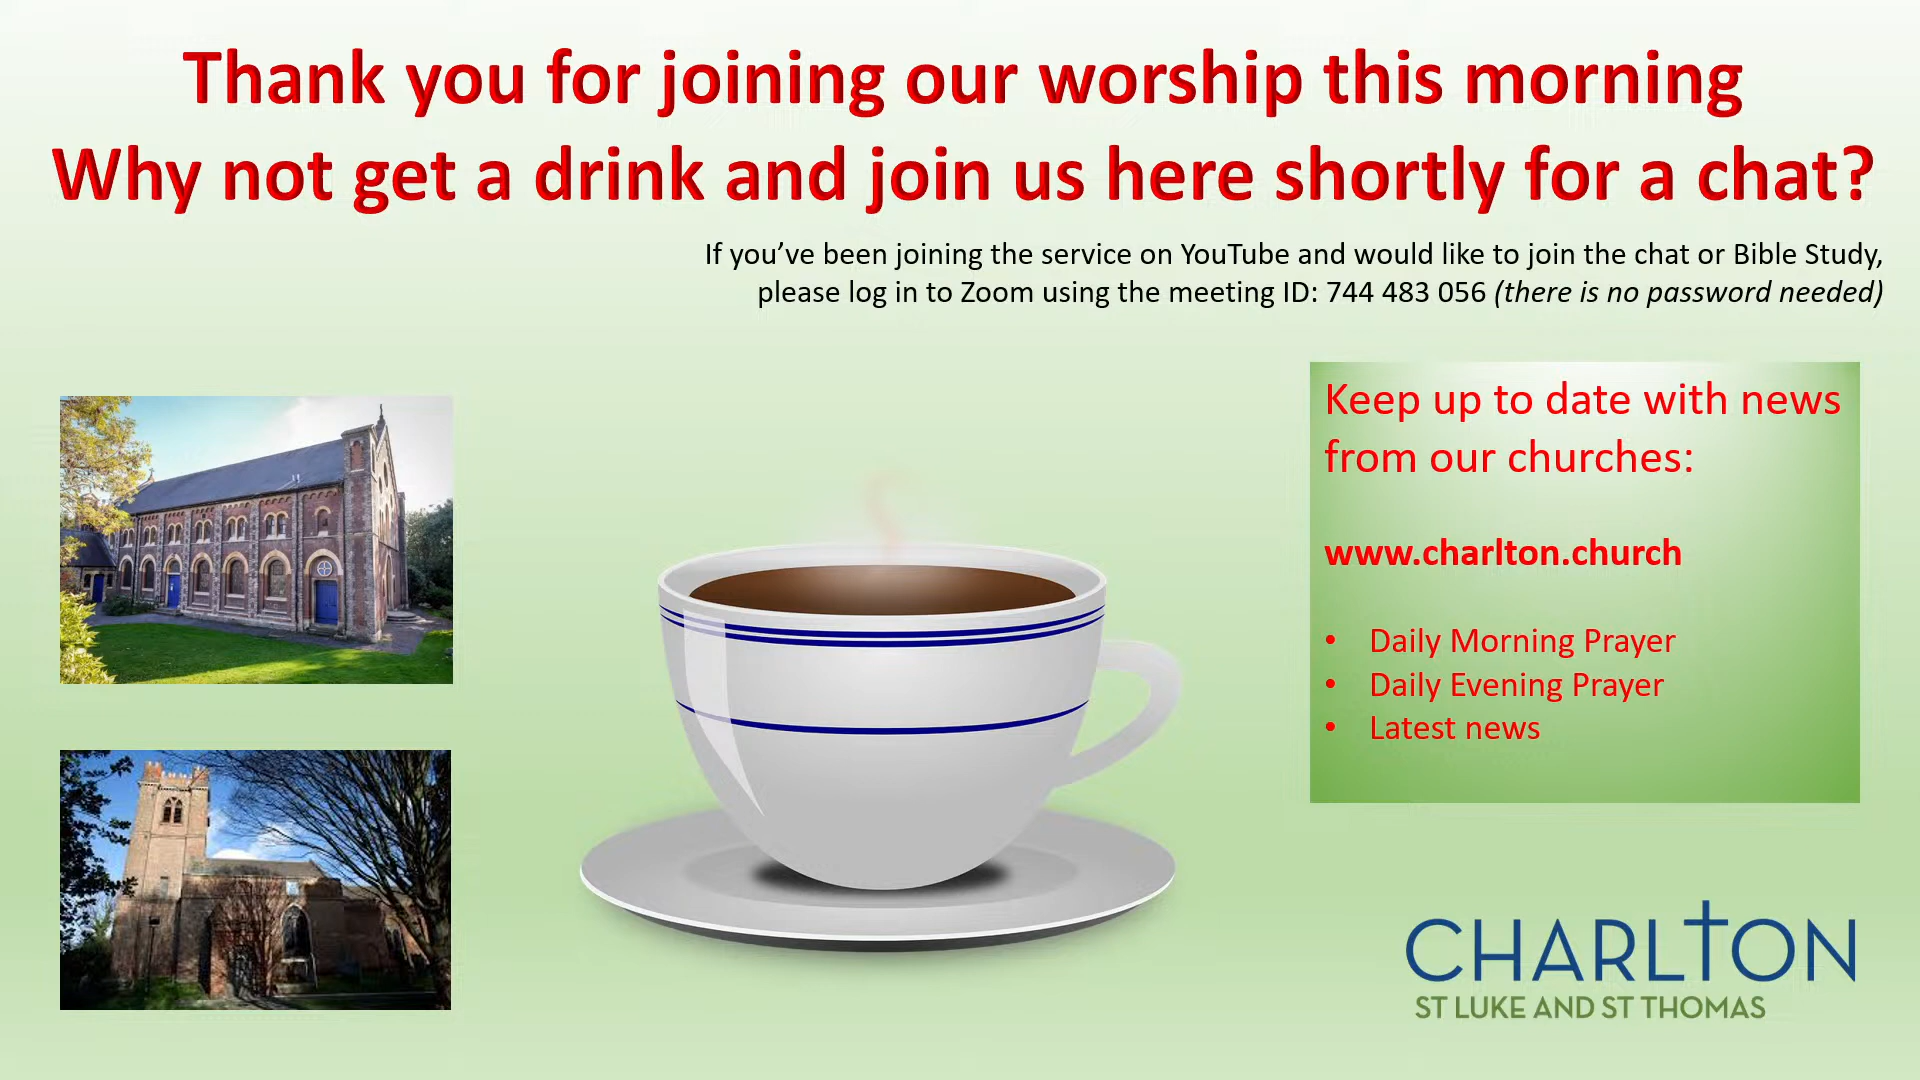 Thank you for joining our worship this morning
Why not get a drink and join us here shortly for a chat?
If you’ve been joining the service on YouTube and would like to join the chat or Bible Study,
please log in to Zoom using the meeting ID: 744 483 056 (there is no password needed)
Keep up to date with news
from our churches:
www.charlton.church
• Daily Morning Prayer
• Daily Evening Prayer
• Latest news
CHARLTON
ST LUKE AND ST THOMAS